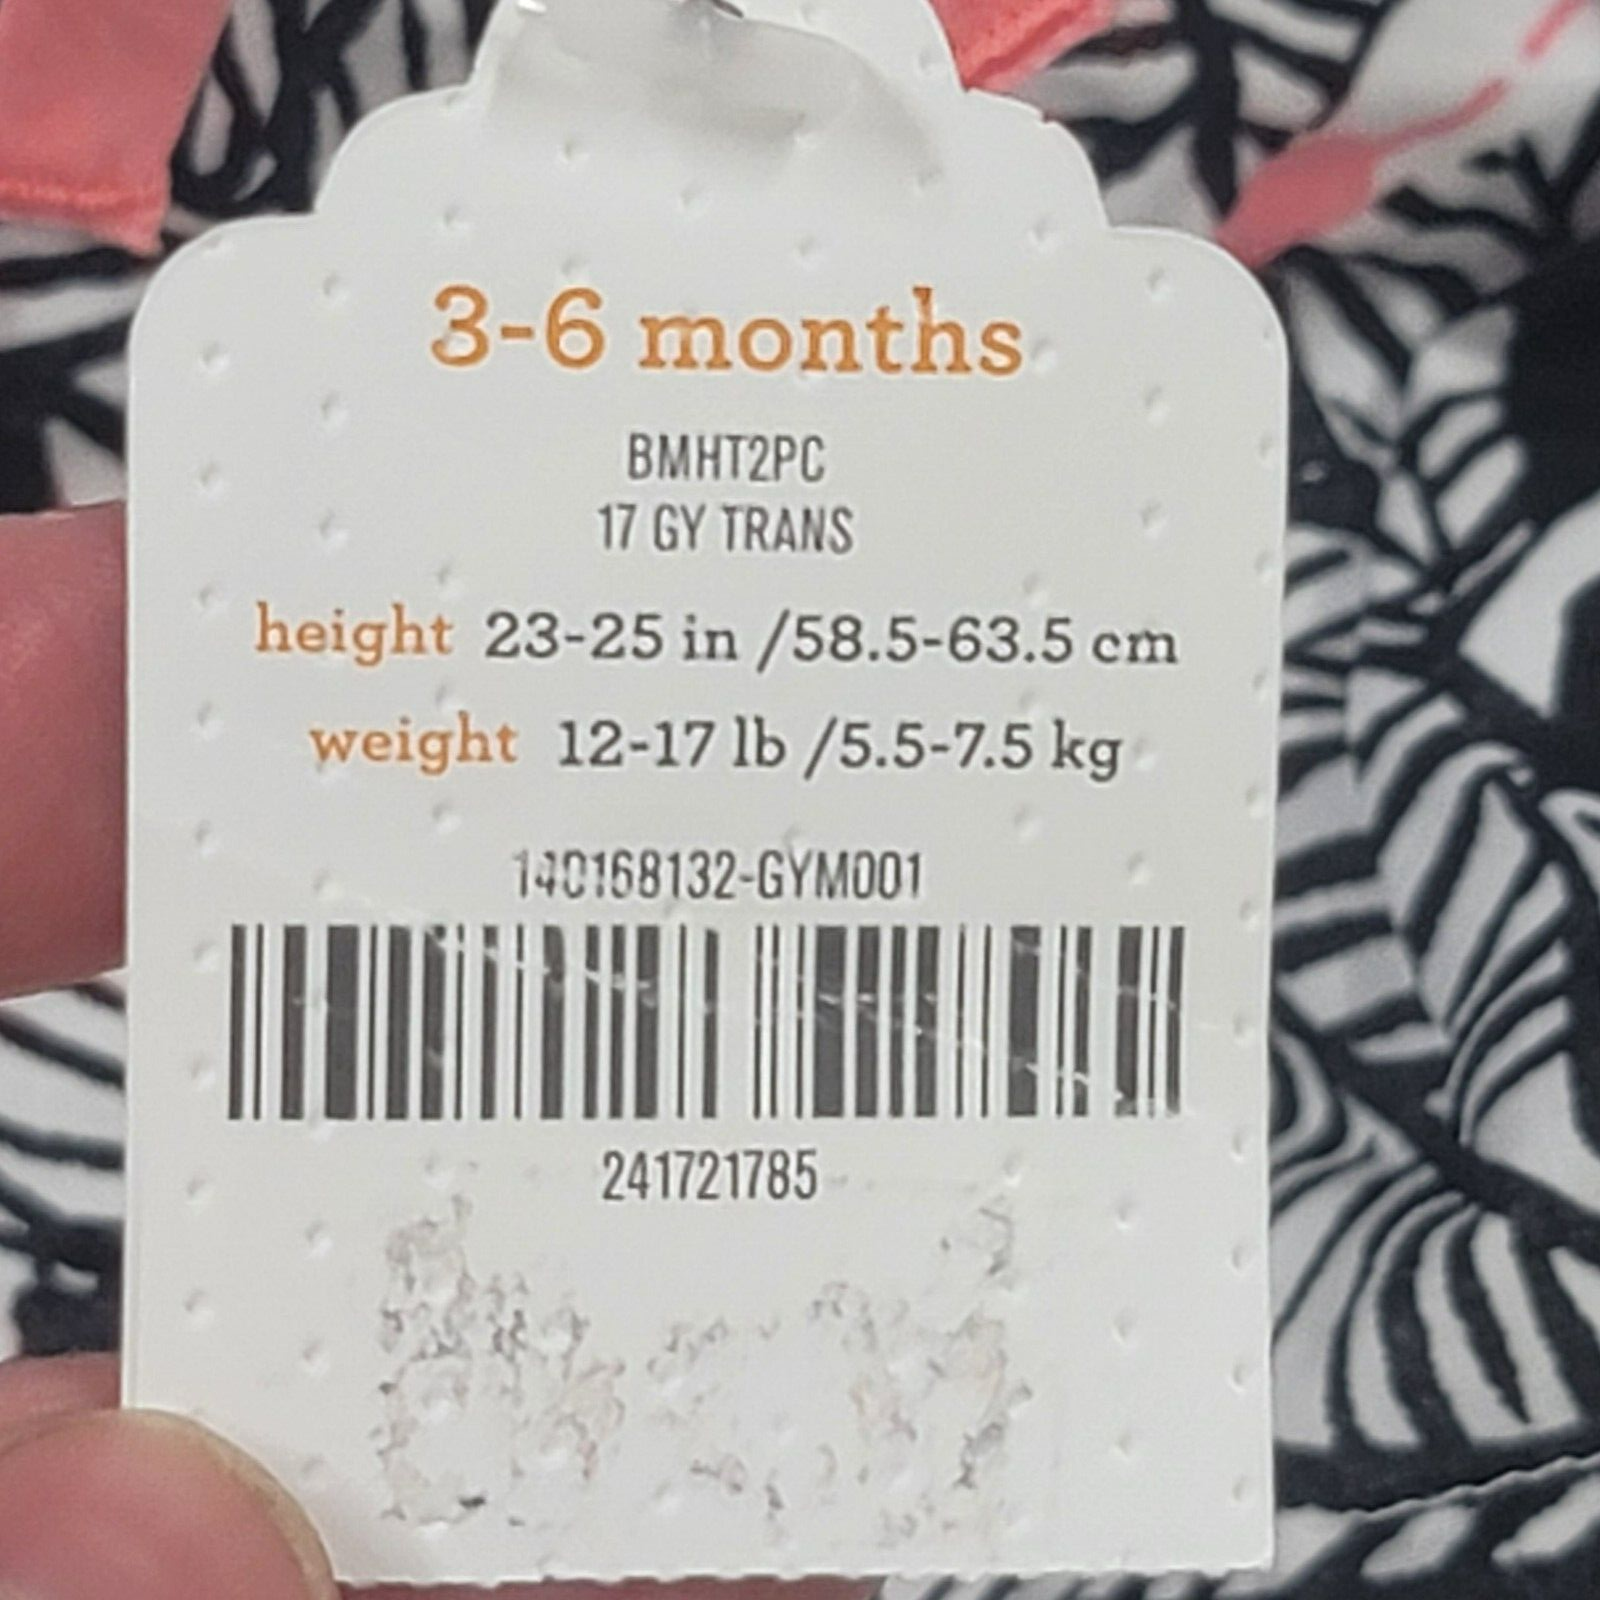 3-6 months
BMHT2PC
17 GY TRANS
height 23-25 in /58.5-63.5 cm
weight 12-17 lb /5.5-7.5 kg
140168132-GYM001
241721785